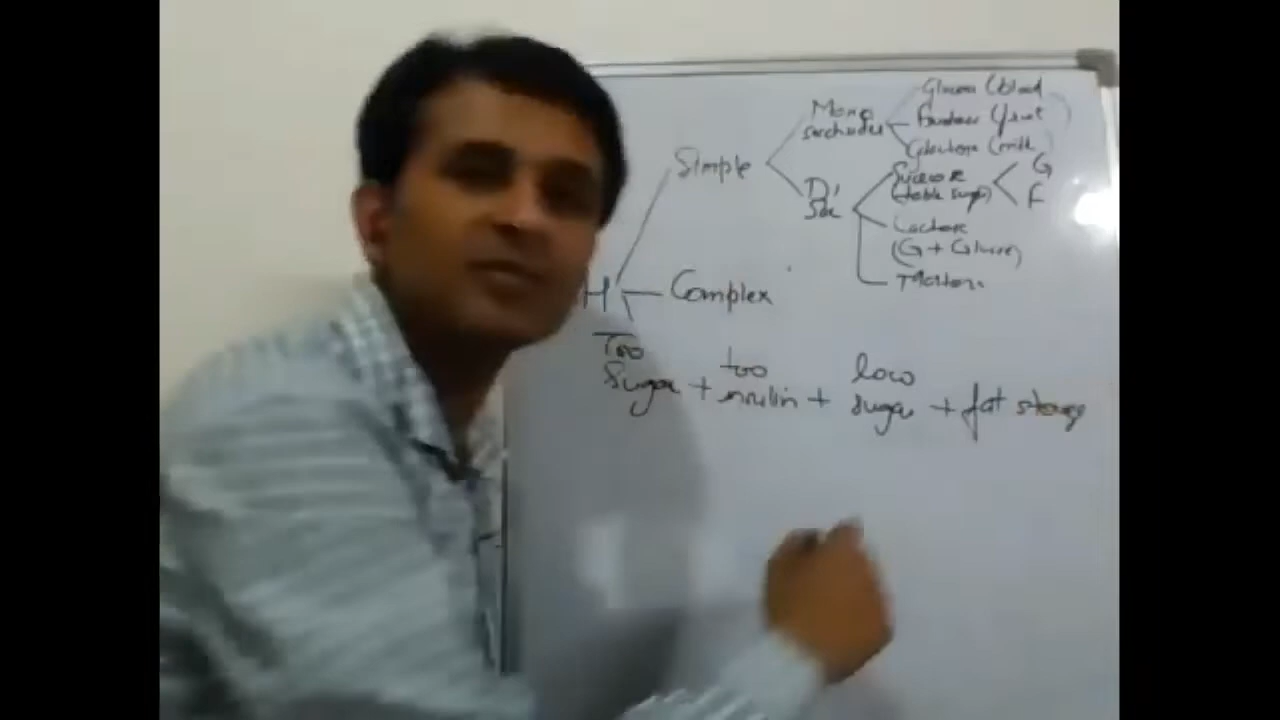 Glucose (blood
Mono
saccharides
Fructose (fruit)
Galactose (milk)
Simple
Sucrose
(table sugar)
G
F
Di
Sac
Lactose
(G + Glucose)
Maltose
H
Complex
Too
Sugar + too insulin + low sugar + fat storage